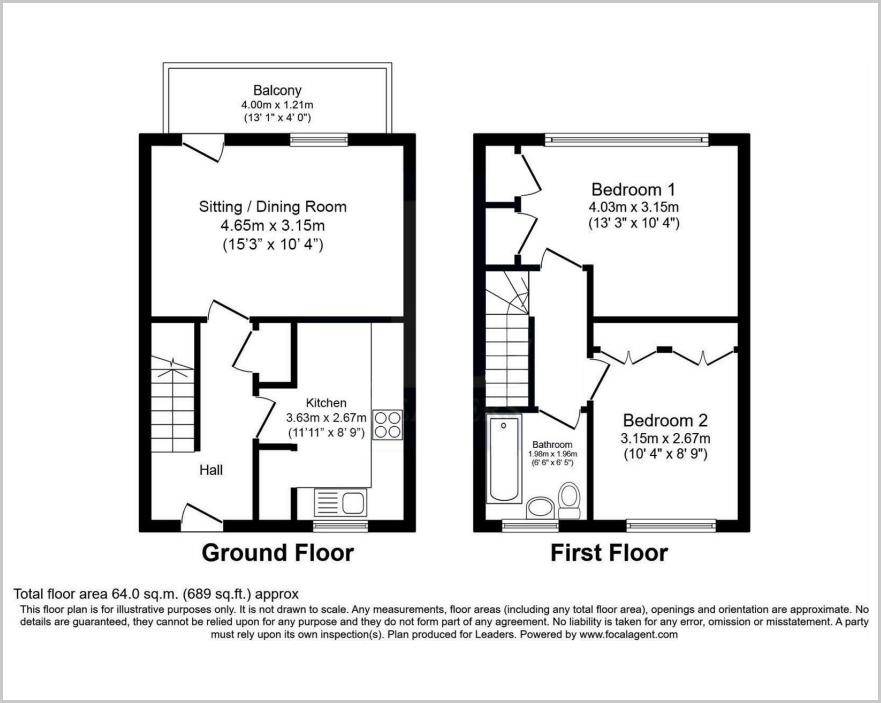 Balcony
4.00m x 1.21m
(13' 1" x 4' 0")
Sitting / Dining Room
4.65m x 3.15m
(15'3” x 10’ 4”)
Kitchen
3.63m x 2.67m
(11'11” x 8’ 9”)
Hall
Ground Floor
Bedroom 1
4.03m x 3.15m
(13' 3" x 10' 4")
Bedroom 2
3.15m x 2.67m
(10' 4" x 8' 9")
Bathroom
1.98m x 1.96m
(6' 6" x 6' 5")
First Floor
Total floor area 64.0 sq.m. (689 sq.ft.) approx
This floor plan is for illustrative purposes only. It is not drawn to scale. Any measurements, floor areas (including any total floor area), openings and orientation are approximate. No
details are guaranteed, they cannot be relied upon for any purpose and they do not form part of any agreement. No liability is taken for any error, omission or misstatement. A party
must rely upon its own inspection(s). Plan produced for Leaders. Powered by www.focalagent.com